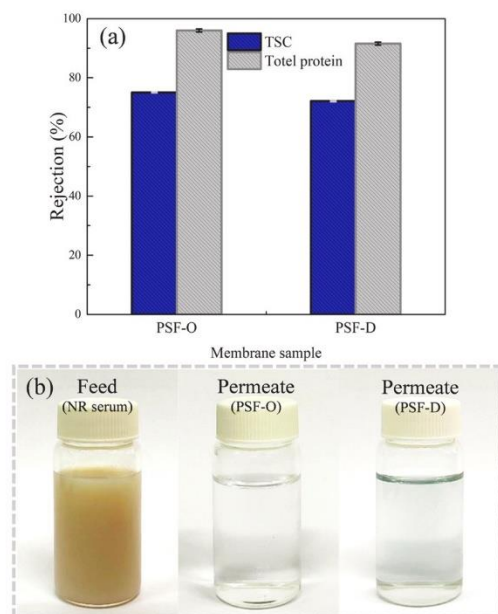 (a)
TSC
Totel protein
100
80
60
40
20
0
Rejection (%)
PSF-O
PSF-D
Membrane sample
(b)
Feed
(NR serum)
Permeate
(PSF-O)
Permeate
(PSF-D)